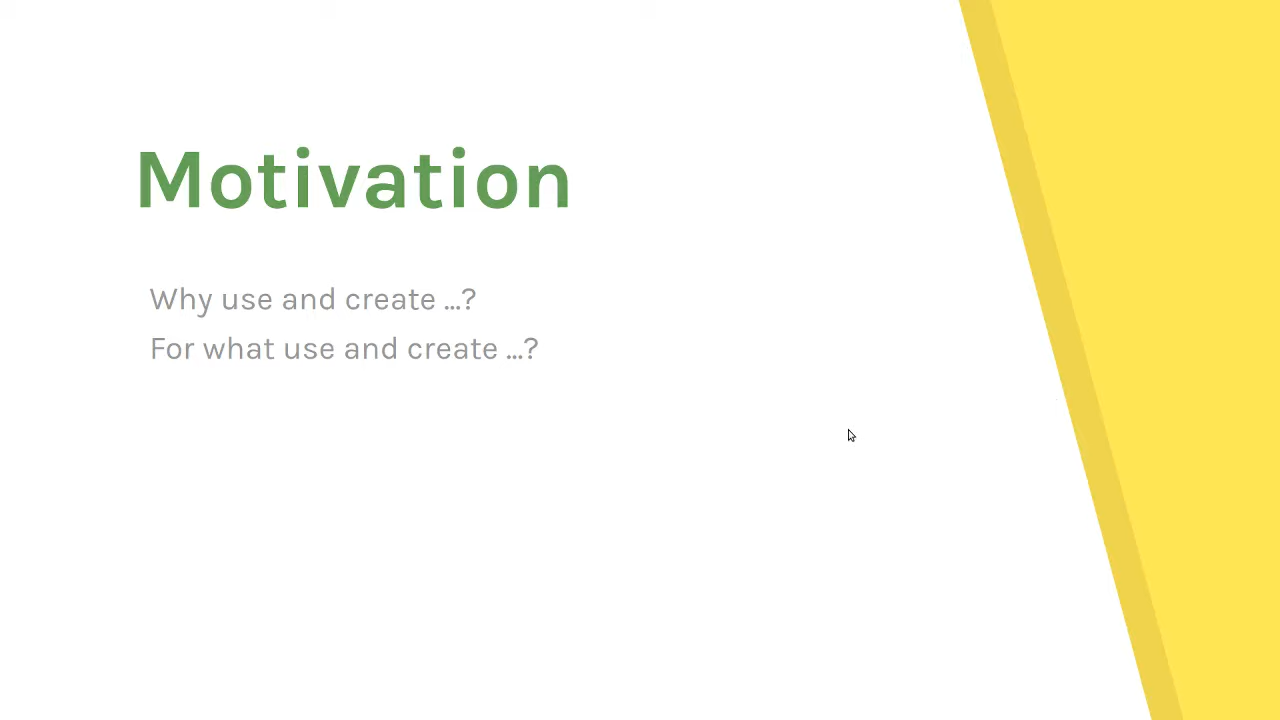 Motivation
Why use and create ...?
For what use and create ...?